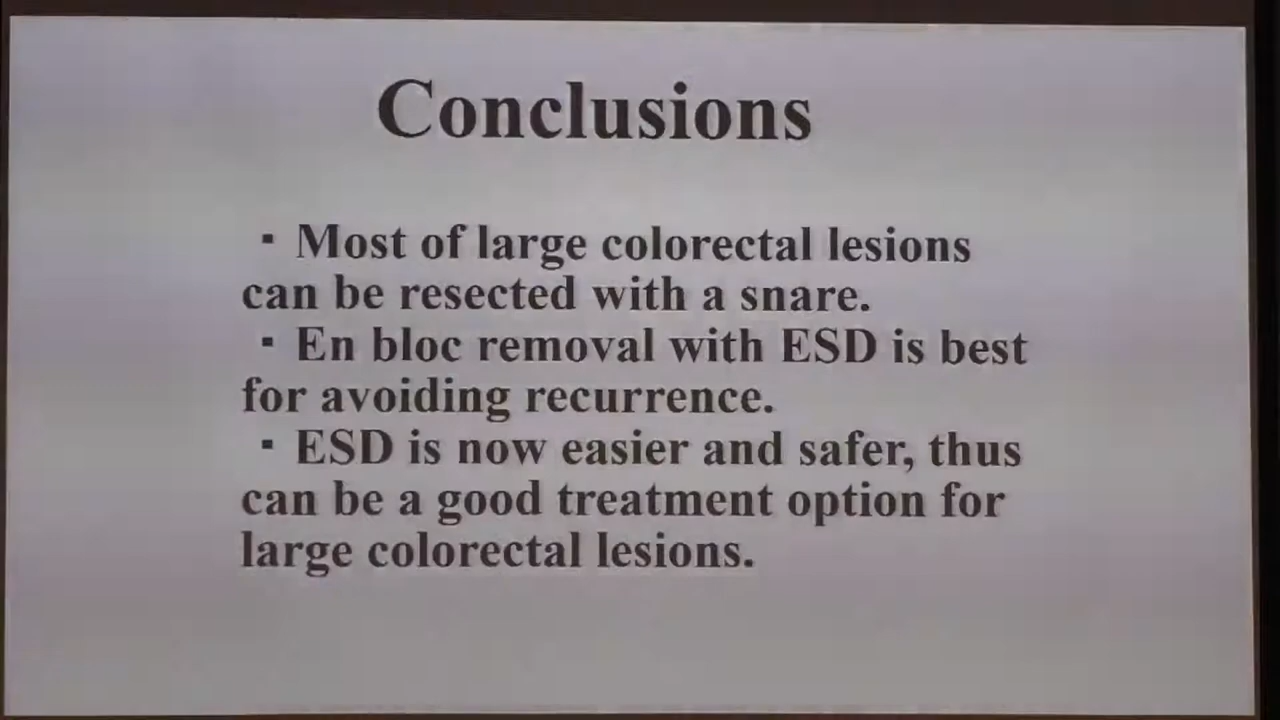 Conclusions
▪ Most of large colorectal lesions
can be resected with a snare.
▪ En bloc removal with ESD is best
for avoiding recurrence.
▪ ESD is now easier and safer, thus
can be a good treatment option for
large colorectal lesions.